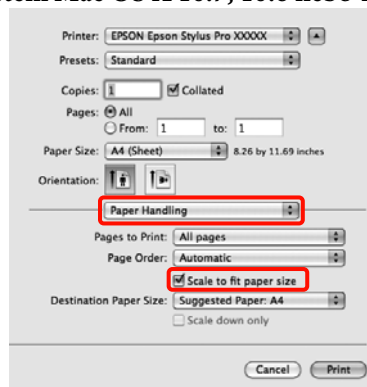 Printer: EPSON Epson Stylus Pro XXXXX
Presets: Standard
Copies: 1 Collated
Pages: All
From: 1 to: 1
Paper Size: A4 (Sheet) 8.26 by 11.69 inches
Orientation:
Paper Handling
Pages to Print: All pages
Page Order: Automatic
Scale to fit paper size
Destination Paper Size: Suggested Paper: A4
Scale down only
Cancel Print